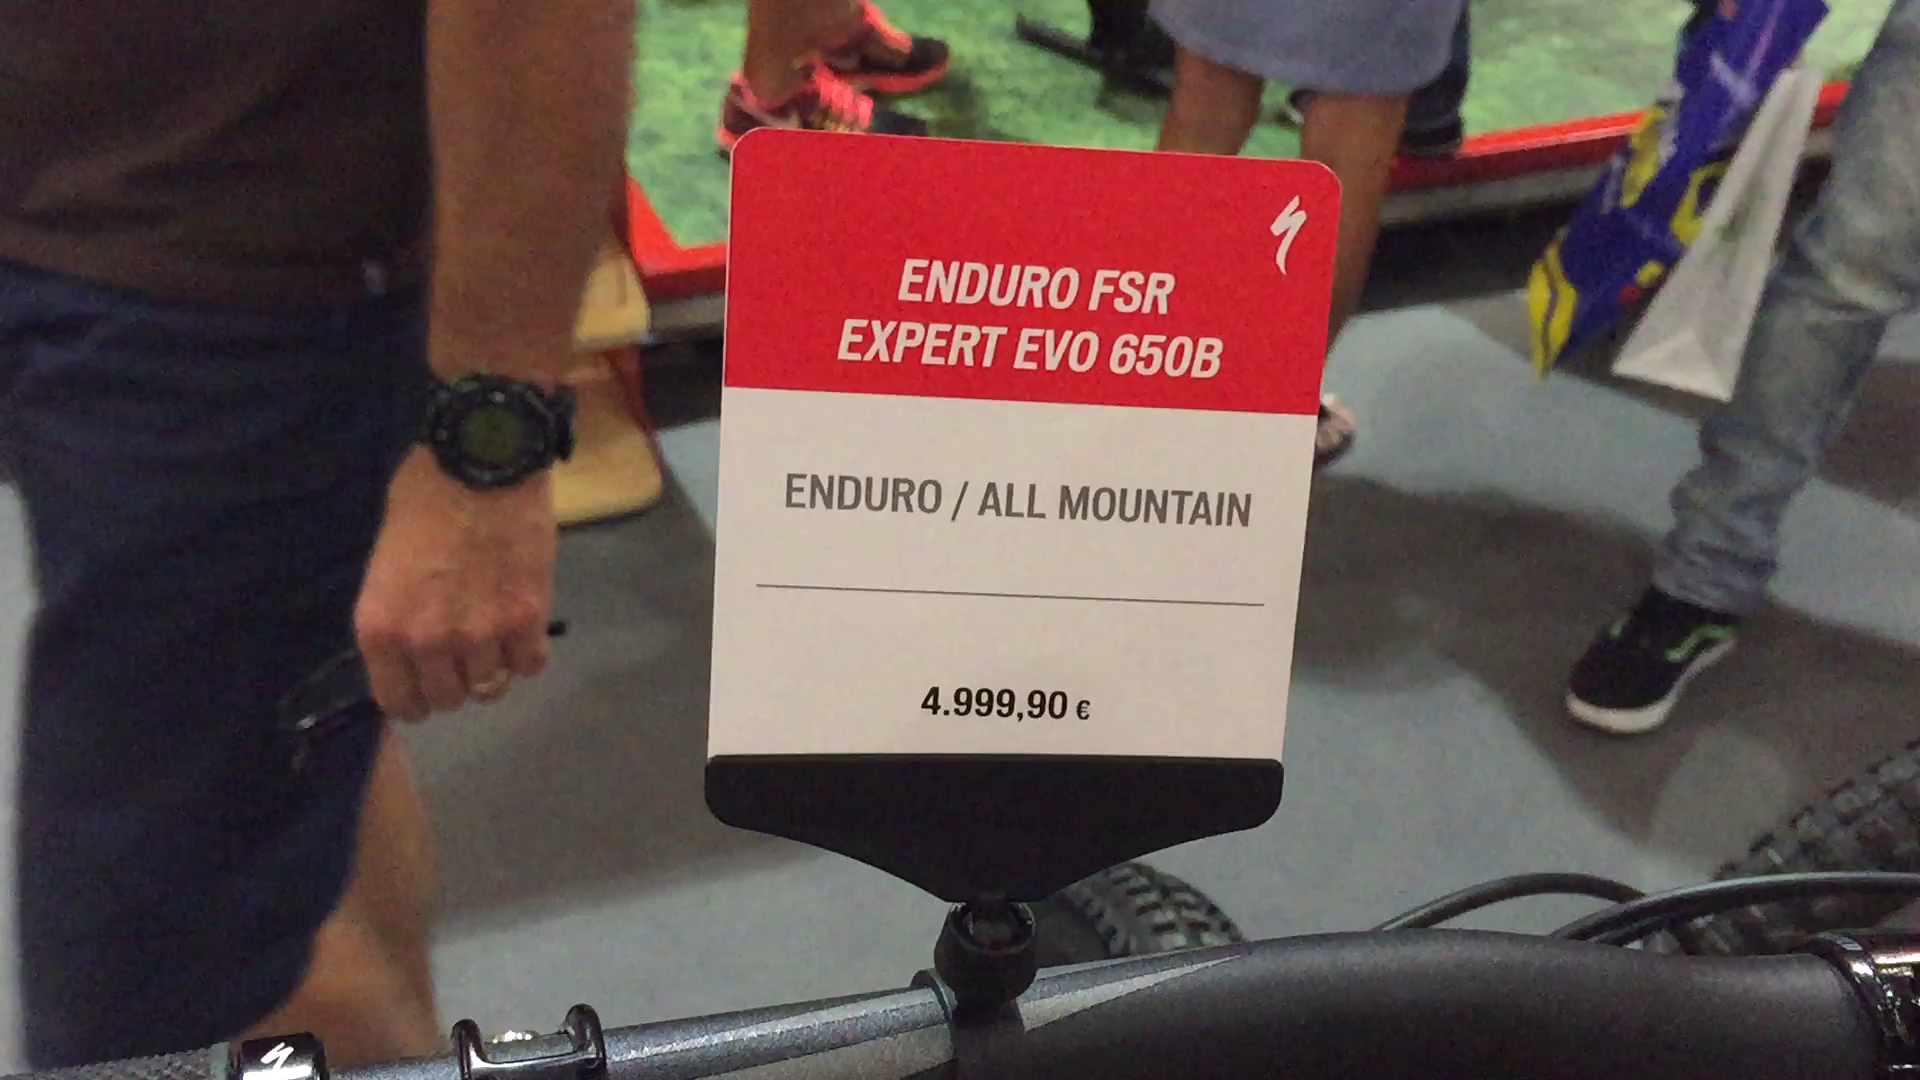 ENDURO FSR
EXPERT EVO 650B
ENDURO / ALL MOUNTAIN
4.999,90 €